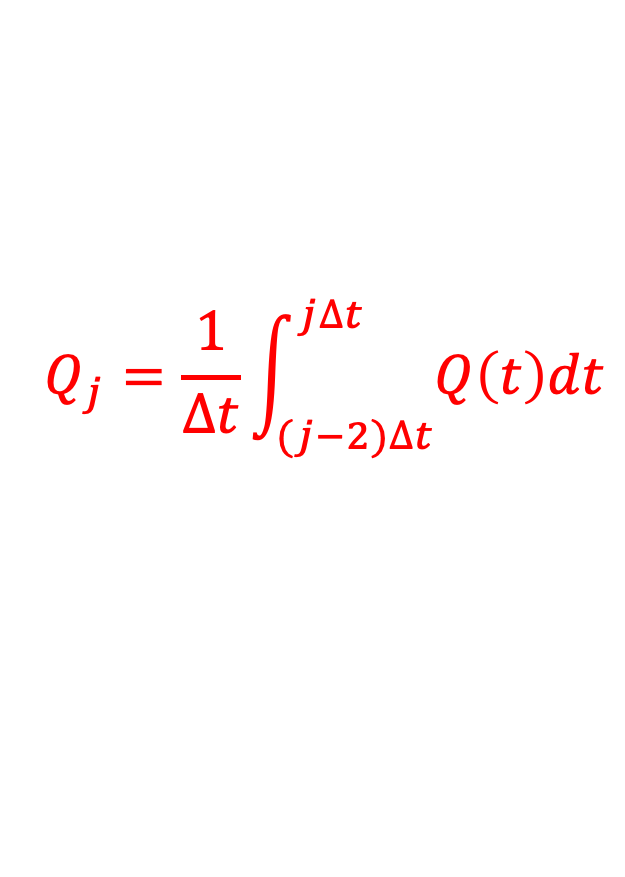 Q_j = \frac{1}{\Delta t} \int_{(j-2)\Delta t}^{j\Delta t} Q(t)dt